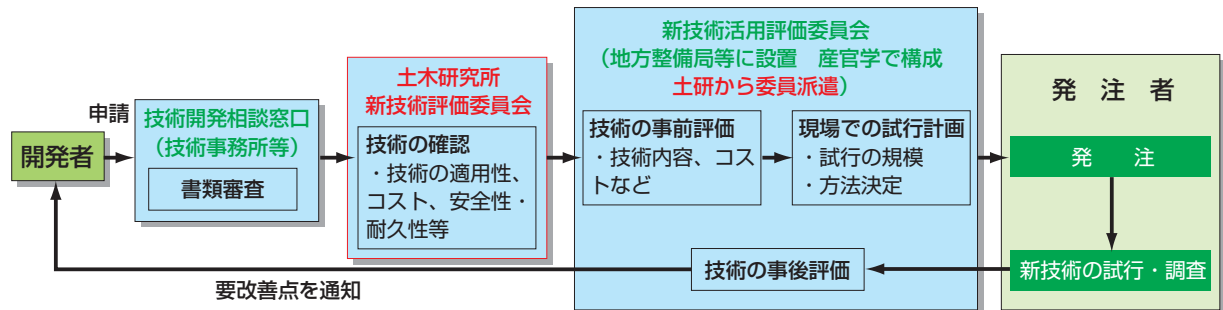 開発者
申請
技術開発相談窓口
（技術事務所等）
書類審査
土木研究所
新技術評価委員会
技術の確認
・技術の適用性、
コスト、安全性・
耐久性等
新技術活用評価委員会
（地方整備局等に設置　産官学で構成
土研から委員派遣）
技術の事前評価
・技術内容、コス
トなど
現場での試行計画
・試行の規模
・方法決定
発　注　者
発　　注
新技術の試行・調査
技術の事後評価
要改善点を通知